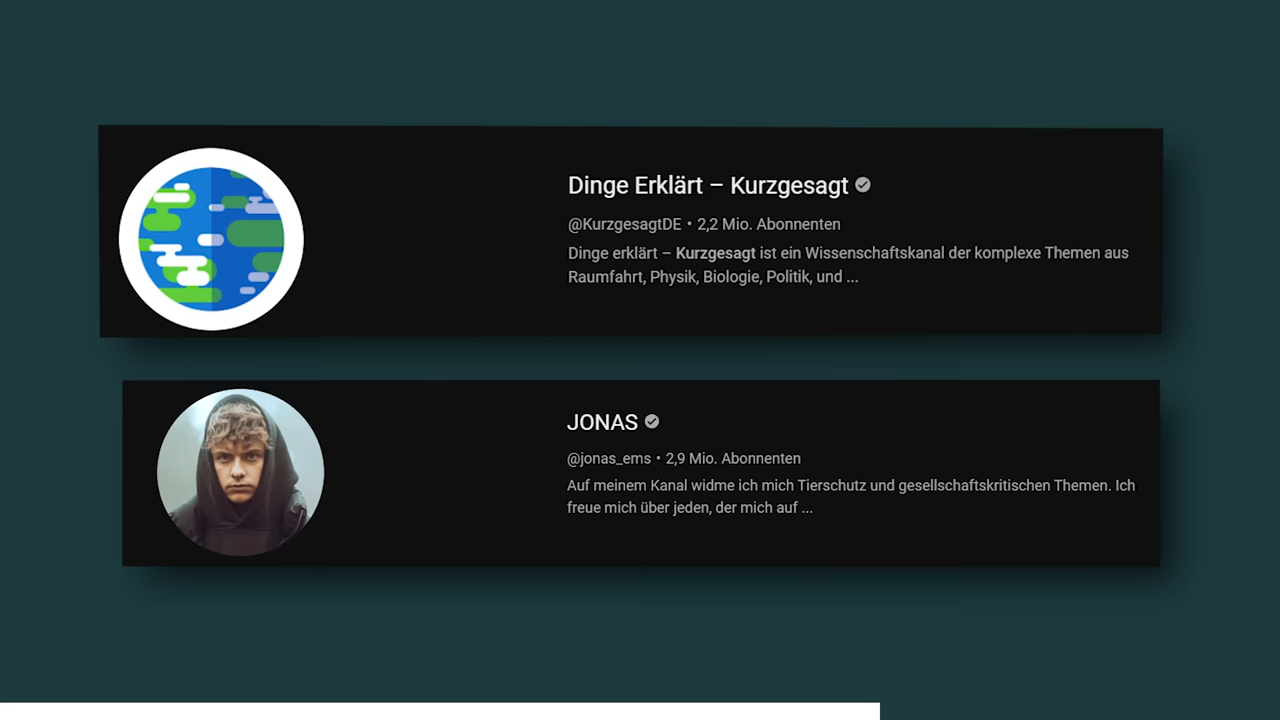 Dinge Erklärt – Kurzgesagt
@KurzgesagtDE • 2,2 Mio. Abonnenten
Dinge erklärt – Kurzgesagt ist ein Wissenschaftskanal der komplexe Themen aus
Raumfahrt, Physik, Biologie, Politik, und ...
JONAS
@jonas_ems • 2,9 Mio. Abonnenten
Auf meinem Kanal widme ich mich Tierschutz und gesellschaftskritischen Themen. Ich
freue mich über jeden, der mich auf ...